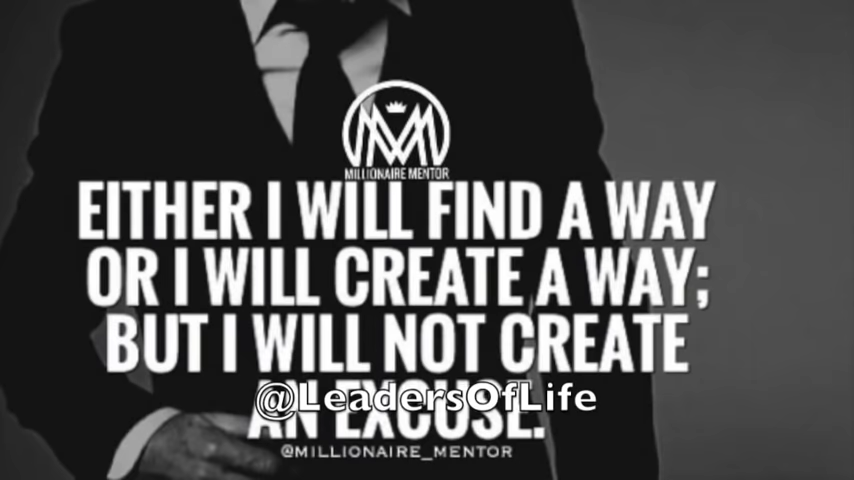 MILLIONAIRE MENTOR
EITHER I WILL FIND A WAY
OR I WILL CREATE A WAY;
BUT I WILL NOT CREATE
AN EXCUSE.
@LeadersOfLife
@MILLIONAIRE_MENTOR